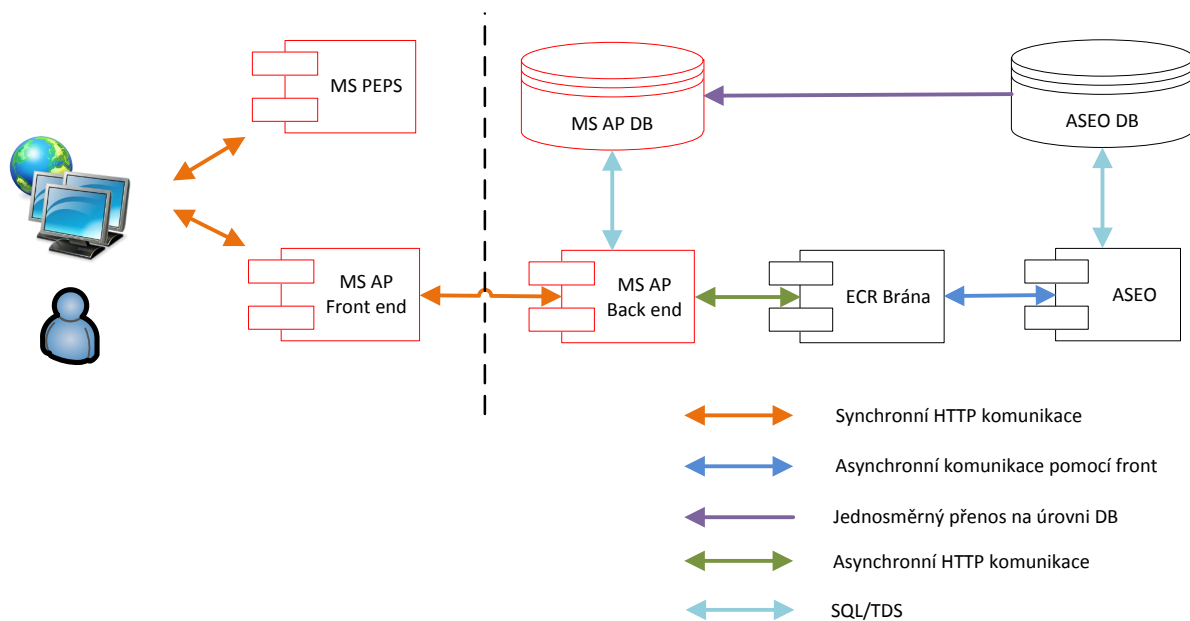 MS PEPS
MS AP DB
ASEO DB
MS AP
Front end
MS AP
Back end
ECR Brána
ASEO
Synchronní HTTP komunikace
Asynchronní komunikace pomocí front
Jednosměrný přenos na úrovni DB
Asynchronní HTTP komunikace
SQL/TDS